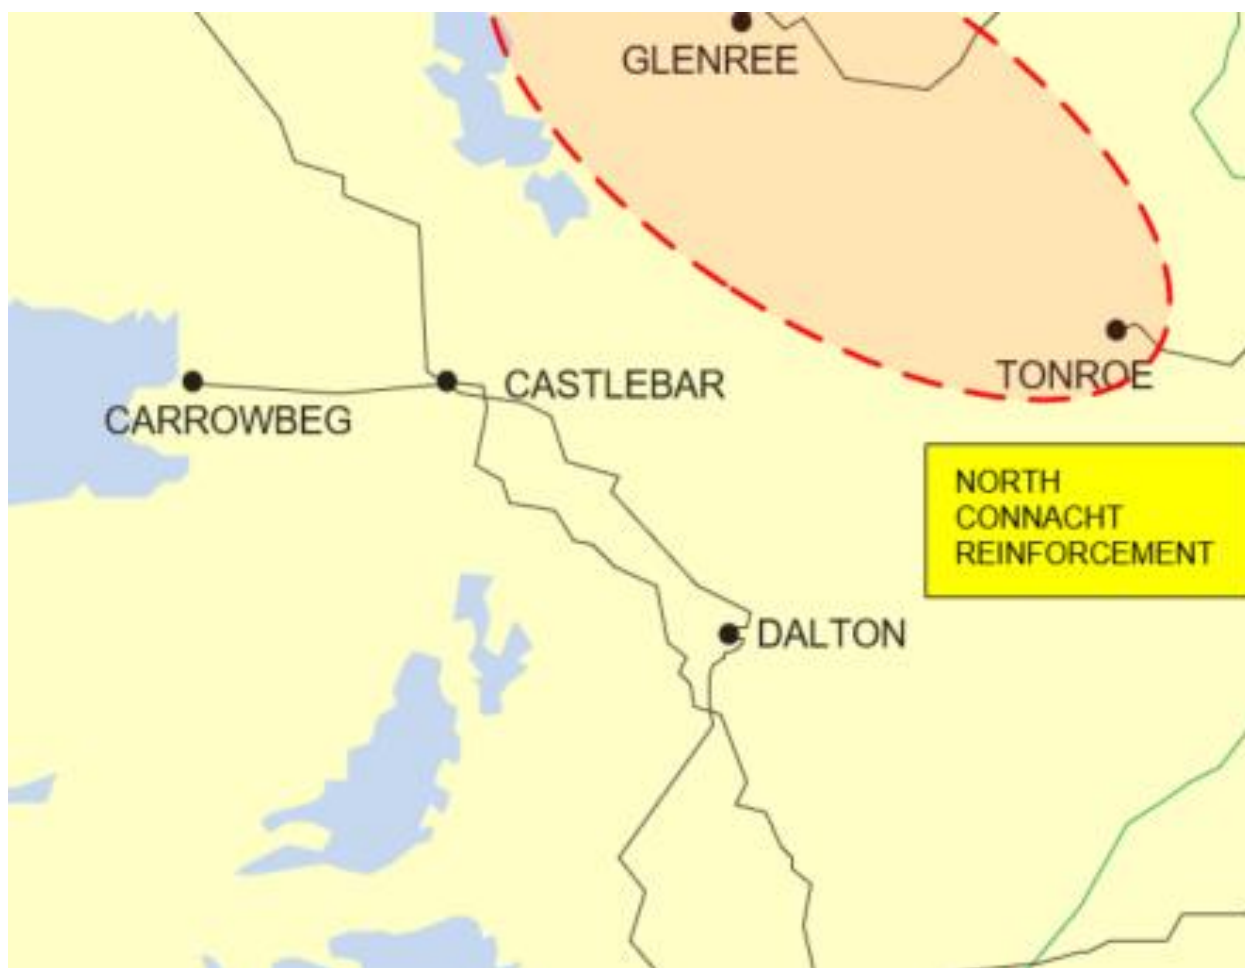 GLENREE
TONROE
CASTLEBAR
CARROWBEG
NORTH
CONNACHT
REINFORCEMENT
DALTON